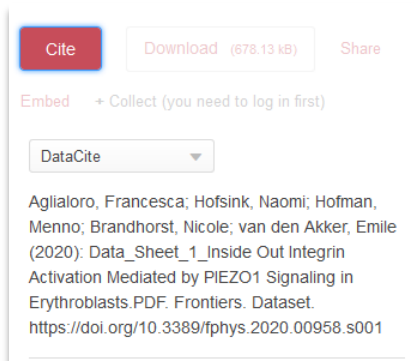 Cite Download (678.13 kB) Share
Embed + Collect (you need to log in first)
DataCite
Aglialoro, Francesca; Hofsink, Naomi; Hofman,
Menno; Brandhorst, Nicole; van den Akker, Emile
(2020): Data_Sheet_1_Inside Out Integrin
Activation Mediated by PIEZO1 Signaling in
Erythroblasts.PDF. Frontiers. Dataset.
https://doi.org/10.3389/fphys.2020.00958.s001